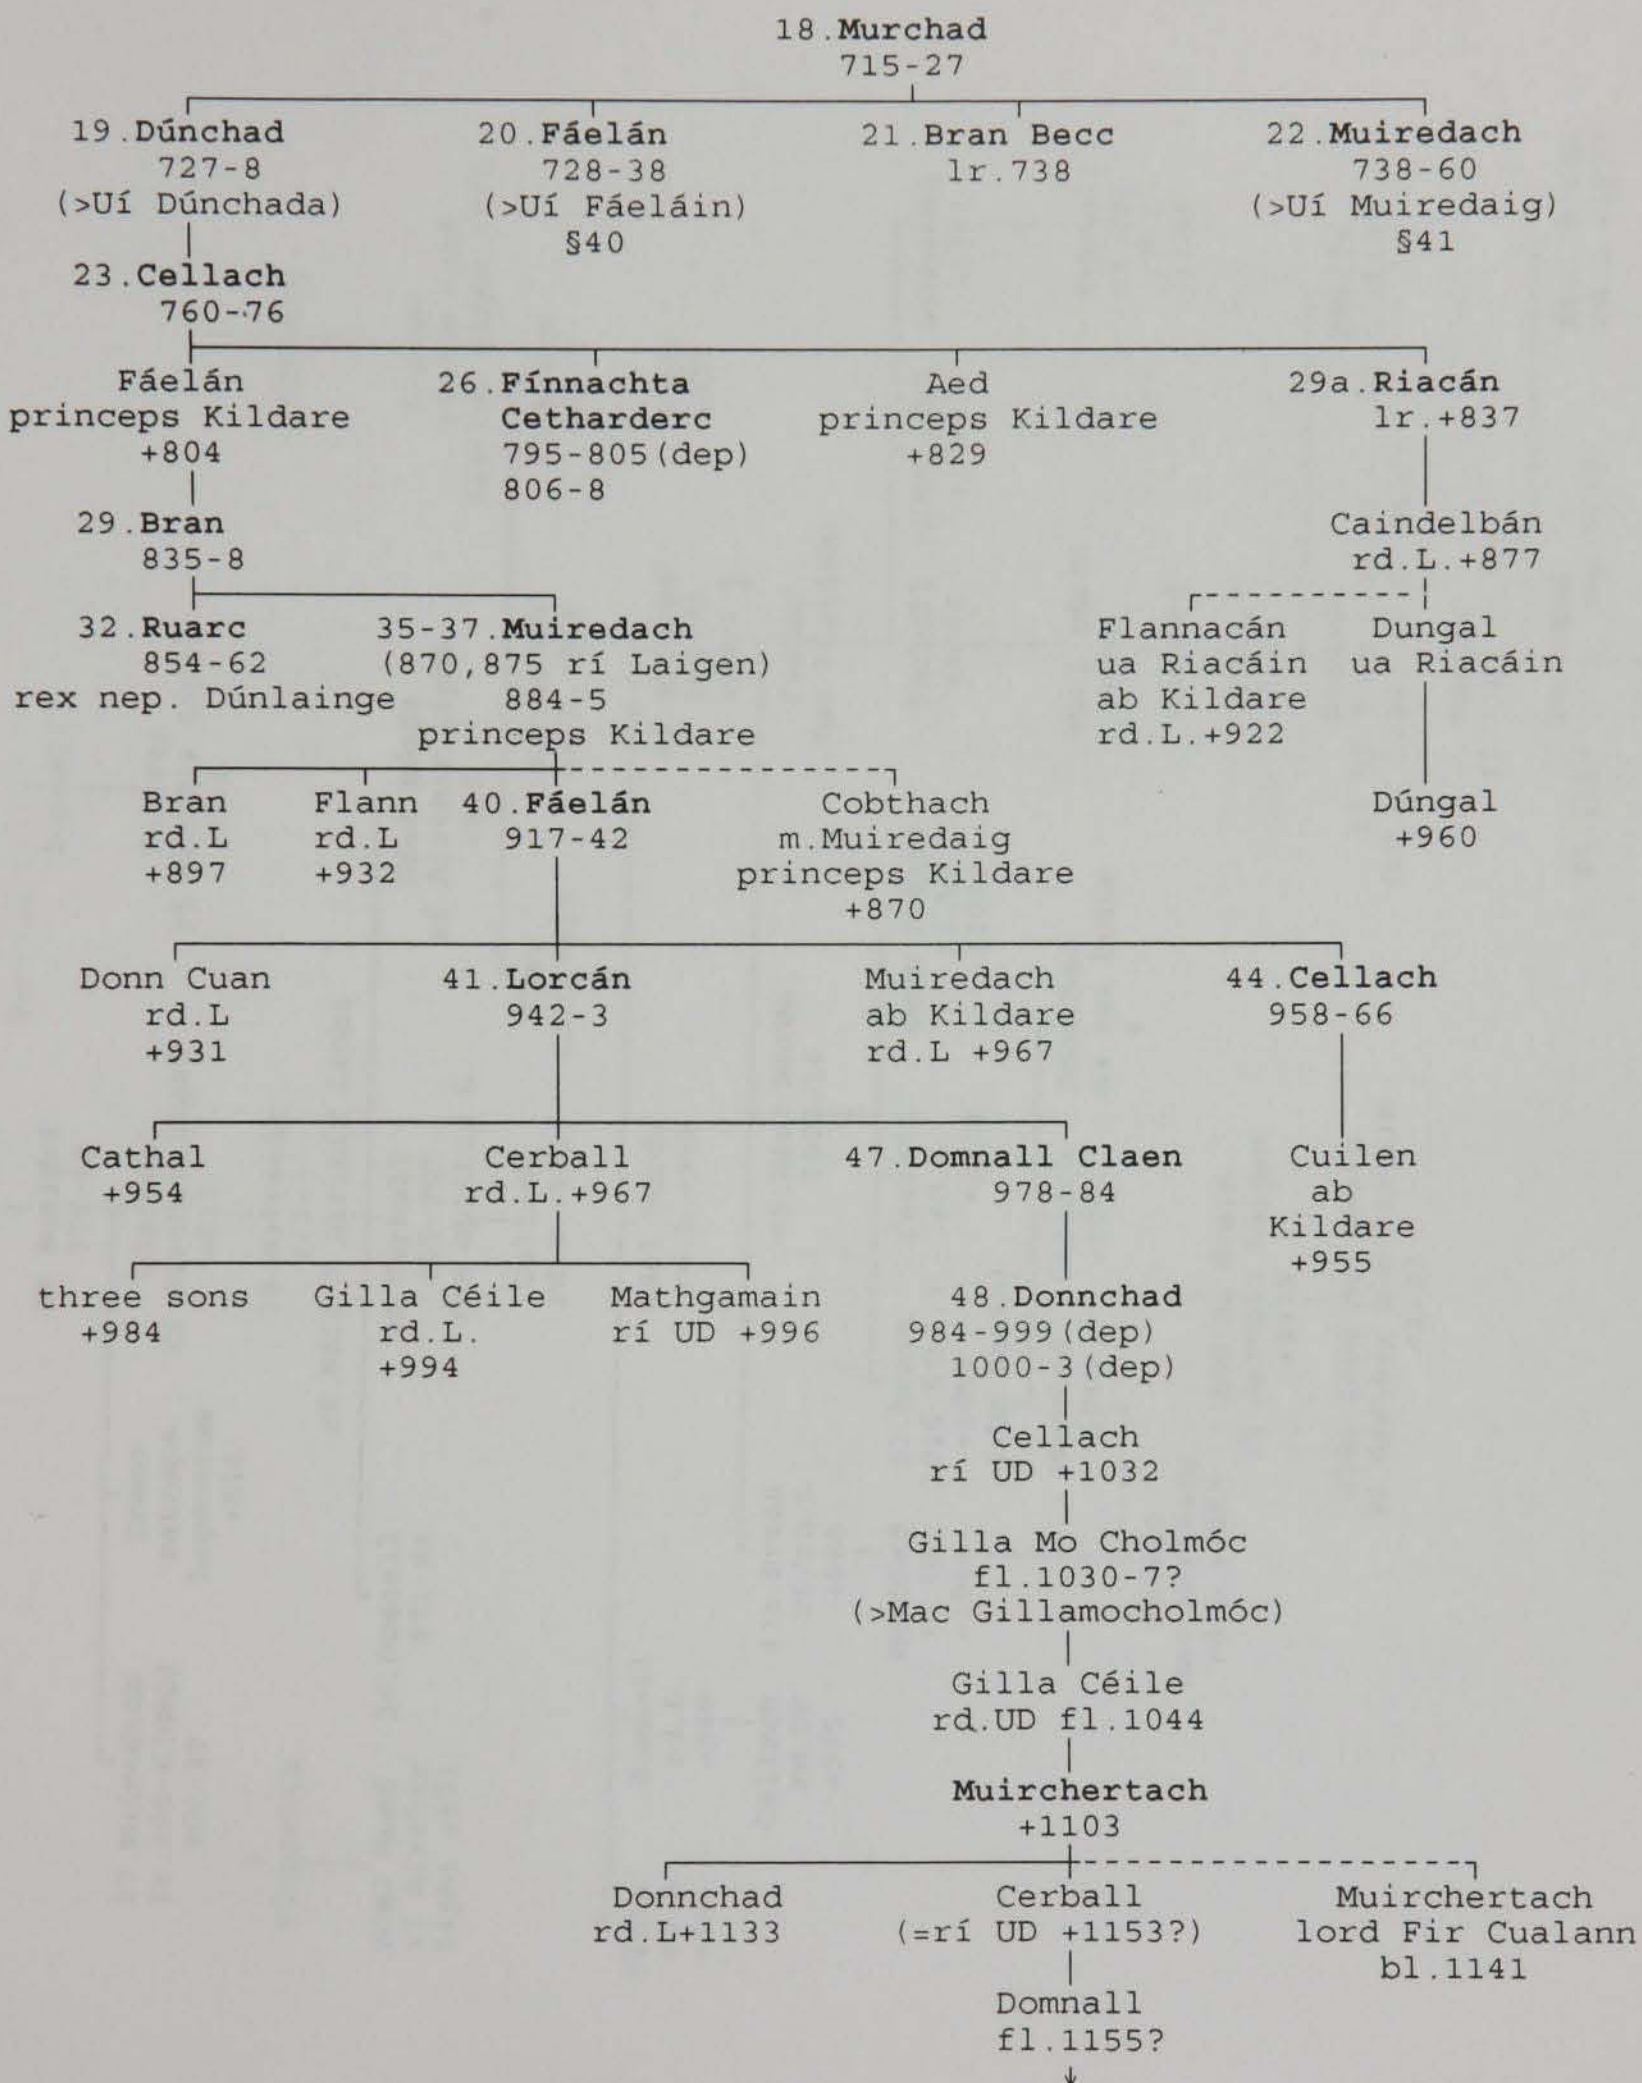 18.Murchad
715-27
19.Dúnchad 20.Fáelán 21.Bran Becc 22.Muiredach
727-8 728-38 lr.738 738-60
(>Uí Dúnchada) (>Uí Fáeláin) (>Uí Muiredaig)
§40 §41
23.Cellach
760-76
Fáelán 26.Fínnachta Aed 29a.Riacán
princeps Kildare Cetharderc princeps Kildare lr.+837
+804 795-805(dep) +829
806-8
29.Bran Caindelbán
835-8 rd.L.+877
32.Ruarc 35-37.Muiredach Flannacán Dungal
854-62 (870,875 rí Laigen) ua Riacáin ua Riacáin
rex nep. Dúnlainge 884-5 ab Kildare
princeps Kildare rd.L.+922
Bran Flann 40.Fáelán Cobthach Dúngal
rd.L rd.L 917-42 m.Muiredaig +960
+897 +932 princeps Kildare
+870
Donn Cuan 41.Lorcán Muiredach 44.Cellach
rd.L 942-3 ab Kildare 958-66
+931 rd.L +967
Cathal Cerball 47.Domnall Claen Cuilen
+954 rd.L.+967 978-84 ab
Kildare
+955
three sons Gilla Céile Mathgamain 48.Donnchad
+984 rd.L. rí UD +996 984-999(dep)
+994 1000-3(dep)
Cellach
rí UD +1032
Gilla Mo Cholmóc
fl.1030-7?
(>Mac Gillamocholmóc)
Gilla Céile
rd.UD fl.1044
Muirchertach
+1103
Donnchad Cerball Muirchertach
rd.L+1133 (=rí UD +1153?) lord Fir Cualann
bl.1141
Domnall
fl.1155?